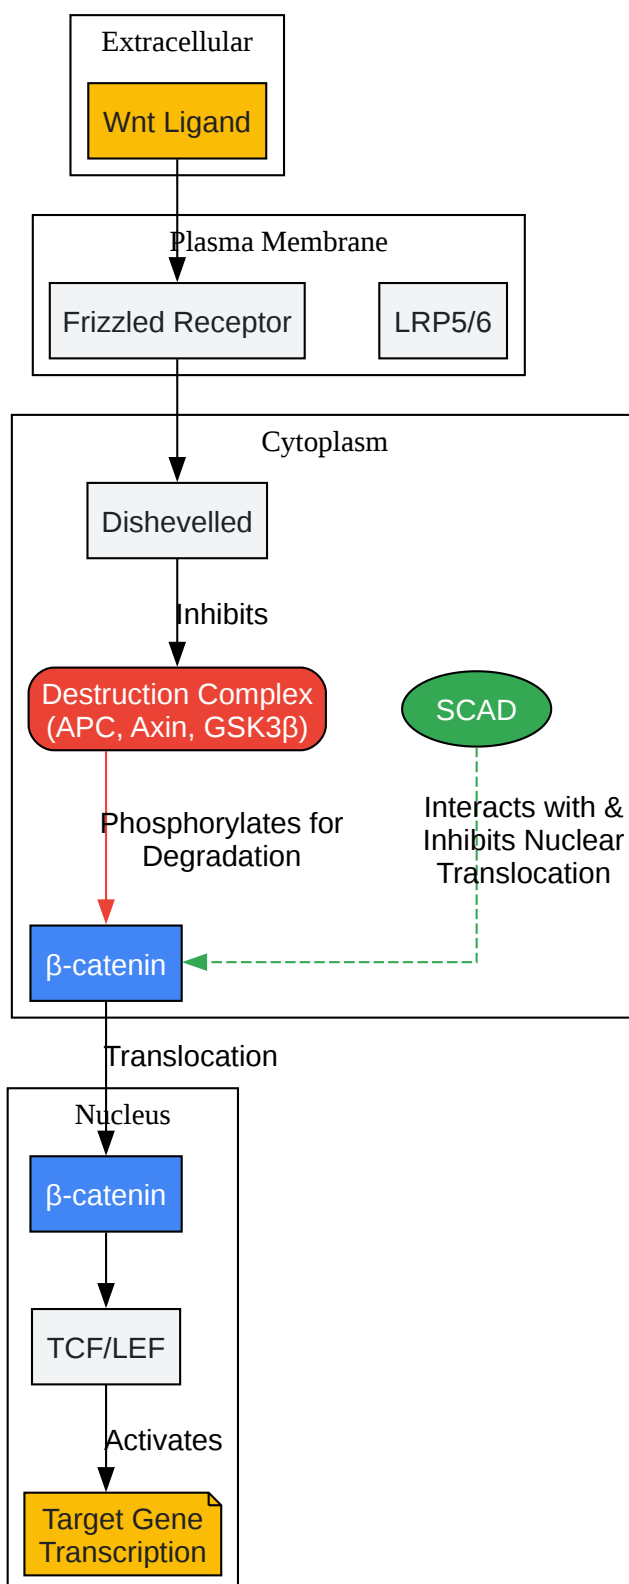 Extracellular
Wnt Ligand
Plasma Membrane
Frizzled Receptor
LRP5/6
Cytoplasm
Dishevelled
Inhibits
Destruction Complex
(APC, Axin, GSK3β)
SCAD
Phosphorylates for
Degradation
Interacts with &
Inhibits Nuclear
Translocation
β-catenin
Translocation
Nucleus
β-catenin
TCF/LEF
Activates
Target Gene
Transcription